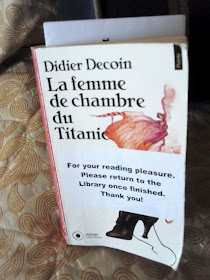 Didier Decoin
La femme
de chambre
du
Titanic
For your reading pleasure.
Please return to the
Library once finished.
Thank you!
roman